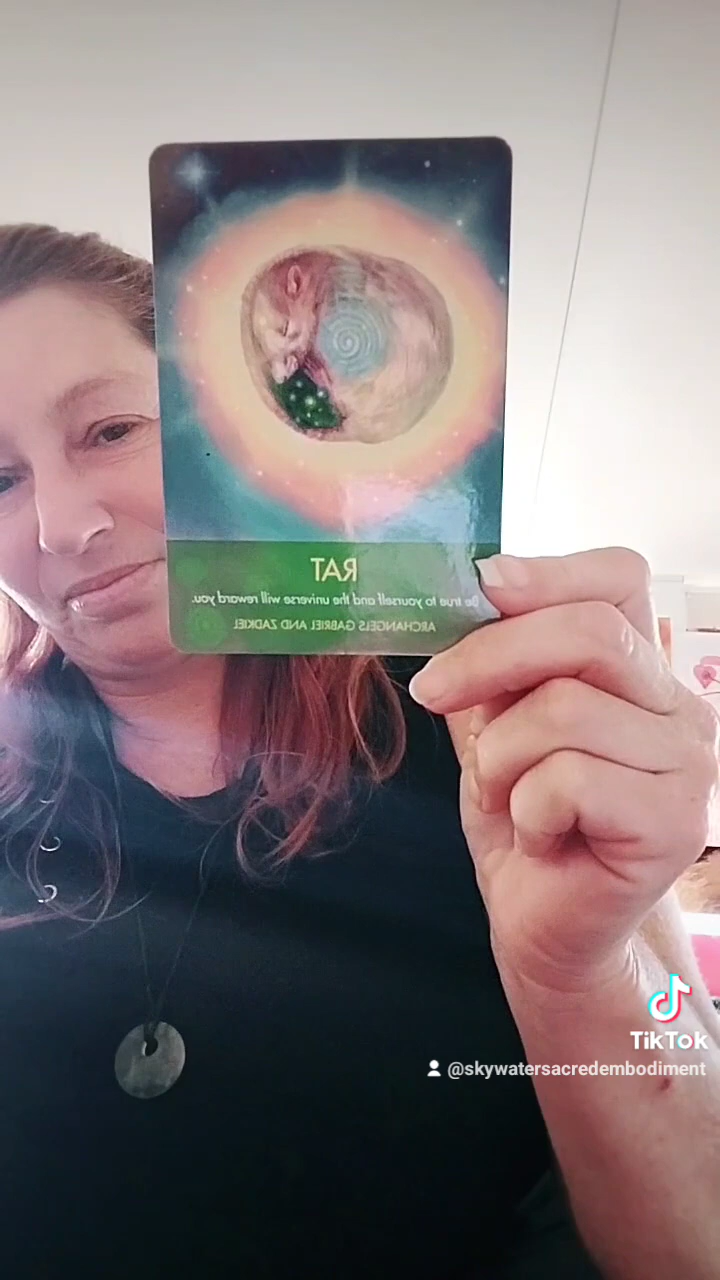 RAT
Be true to yourself and the universe will reward you.
ARCHANGELS GABRIEL AND ZADKIEL
TikTok
@skywatersacredembodiment